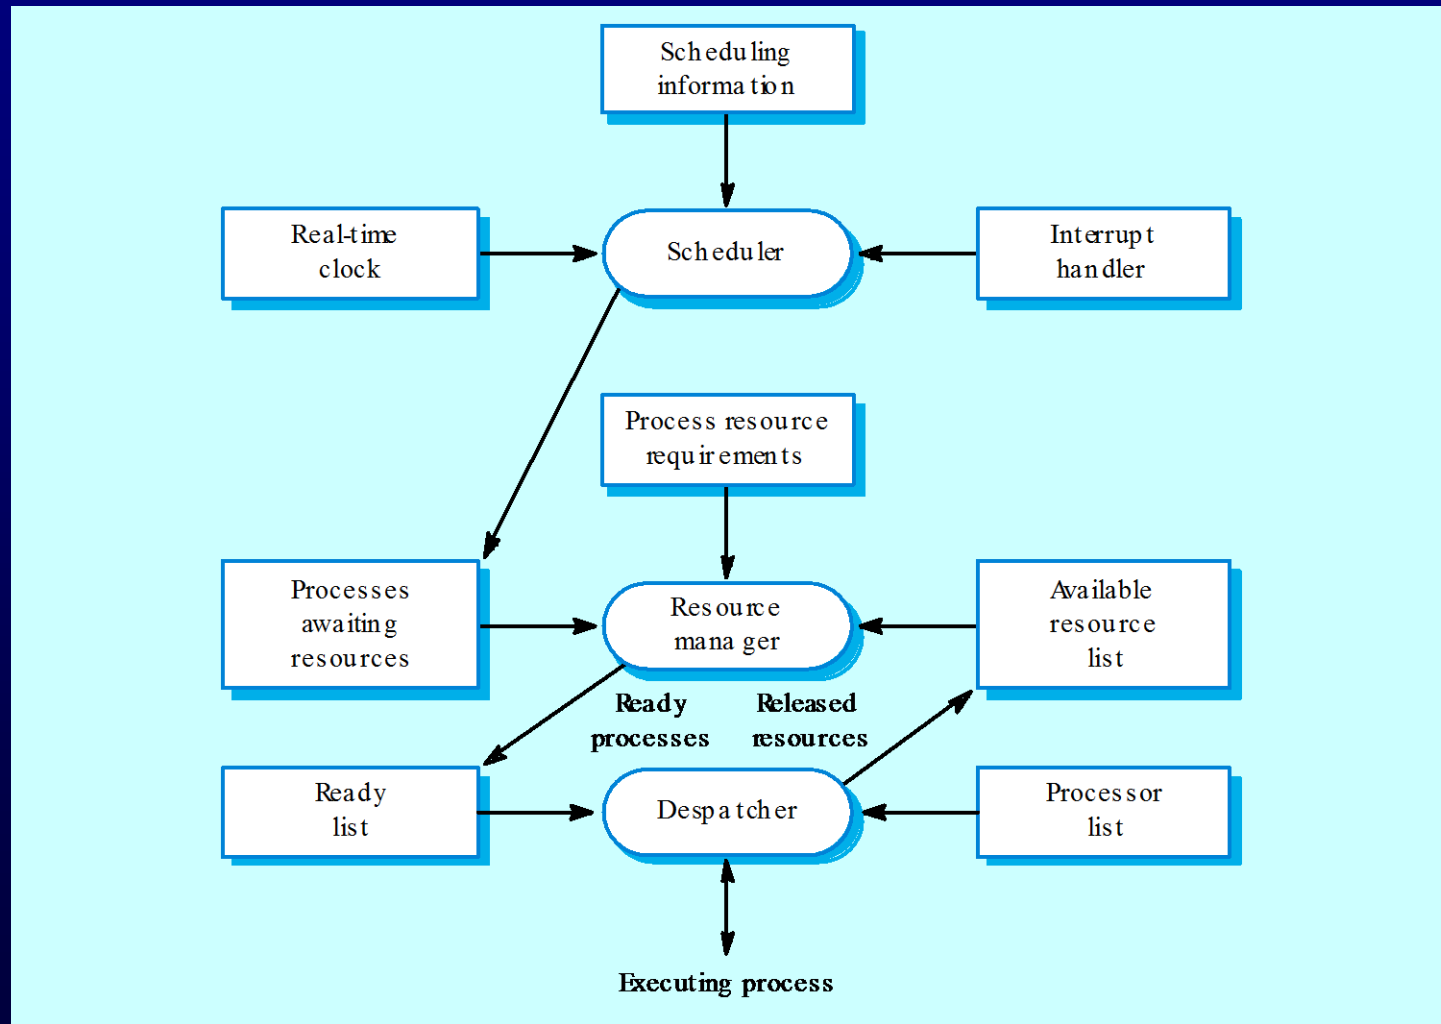 Scheduling
information
Real-time
clock
Scheduler
Interrupt
handler
Process resource
requirements
Processes
awaiting
resources
Resource
manager
Available
resource
list
Ready
processes
Released
resources
Ready
list
Despatcher
Processor
list
Executing process